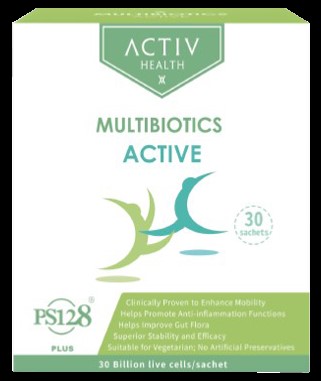 MULTIBIOTICS
ACTIV
HEALTH
MULTIBIOTICS
ACTIVE
30
sachets
PS128®
PLUS
Clinically Proven to Enhance Mobility
Helps Promote Anti-inflammation Functions
Helps Improve Gut Flora
Superior Stability and Efficacy
Suitable for Vegetarian; No Artificial Preservatives
30 Billion live cells/sachet